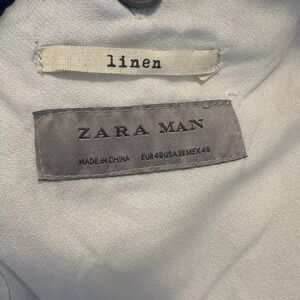 linen
ZARA MAN
MADE IN CHINA EUR 48 USA 38 MEX 48